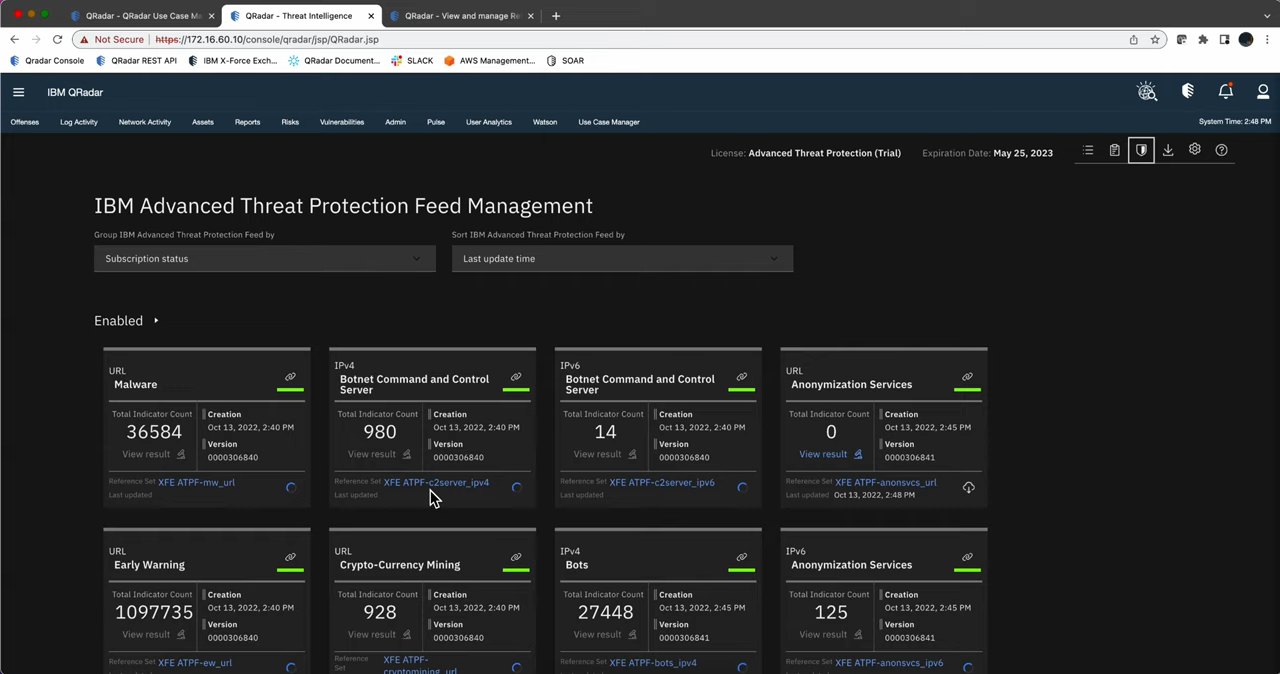 QRadar - QRadar Use Case Ma
QRadar - Threat Intelligence
QRadar - View and manage Re
Not Secure | https://172.16.60.10/console/qradar/jsp/QRadar.jsp
Qradar Console
QRadar REST API
IBM X-Force Exch...
QRadar Document...
SLACK
AWS Management...
SOAR
IBM QRadar
Offenses
Log Activity
Network Activity
Assets
Reports
Risks
Vulnerabilities
Admin
Pulse
User Analytics
Watson
Use Case Manager
System Time: 2:48 PM
License: Advanced Threat Protection (Trial)
Expiration Date: May 25, 2023
IBM Advanced Threat Protection Feed Management
Group IBM Advanced Threat Protection Feed by
Sort IBM Advanced Threat Protection Feed by
Subscription status
Last update time
Enabled
URL
Malware
Total Indicator Count
36584
View result
Creation
Oct 13, 2022, 2:40 PM
Version
0000306840
Reference Set XFE ATPF-mw_url
Last updated
IPv4
Botnet Command and Control
Server
Total Indicator Count
980
View result
Creation
Oct 13, 2022, 2:40 PM
Version
0000306840
Reference Set XFE ATPF-c2server_ipv4
Last updated
IPv6
Botnet Command and Control
Server
Total Indicator Count
14
View result
Creation
Oct 13, 2022, 2:40 PM
Version
0000306840
Reference Set XFE ATPF-c2server_ipv6
Last updated
URL
Anonymization Services
Total Indicator Count
0
View result
Creation
Oct 13, 2022, 2:45 PM
Version
0000306841
Reference Set XFE ATPF-anonsvcs_url
Last updated Oct 13, 2022, 2:48 PM
URL
Early Warning
Total Indicator Count
1097735
View result
Creation
Oct 13, 2022, 2:40 PM
Version
0000306840
Reference Set XFE ATPF-ew_url
URL
Crypto-Currency Mining
Total Indicator Count
928
View result
Creation
Oct 13, 2022, 2:40 PM
Version
0000306840
Reference
Set
XFE ATPF-
cryptomining_url
IPv4
Bots
Total Indicator Count
27448
View result
Creation
Oct 13, 2022, 2:45 PM
Version
0000306841
Reference Set XFE ATPF-bots_ipv4
IPv6
Anonymization Services
Total Indicator Count
125
View result
Creation
Oct 13, 2022, 2:45 PM
Version
0000306841
Reference Set XFE ATPF-anonsvcs_ipv6